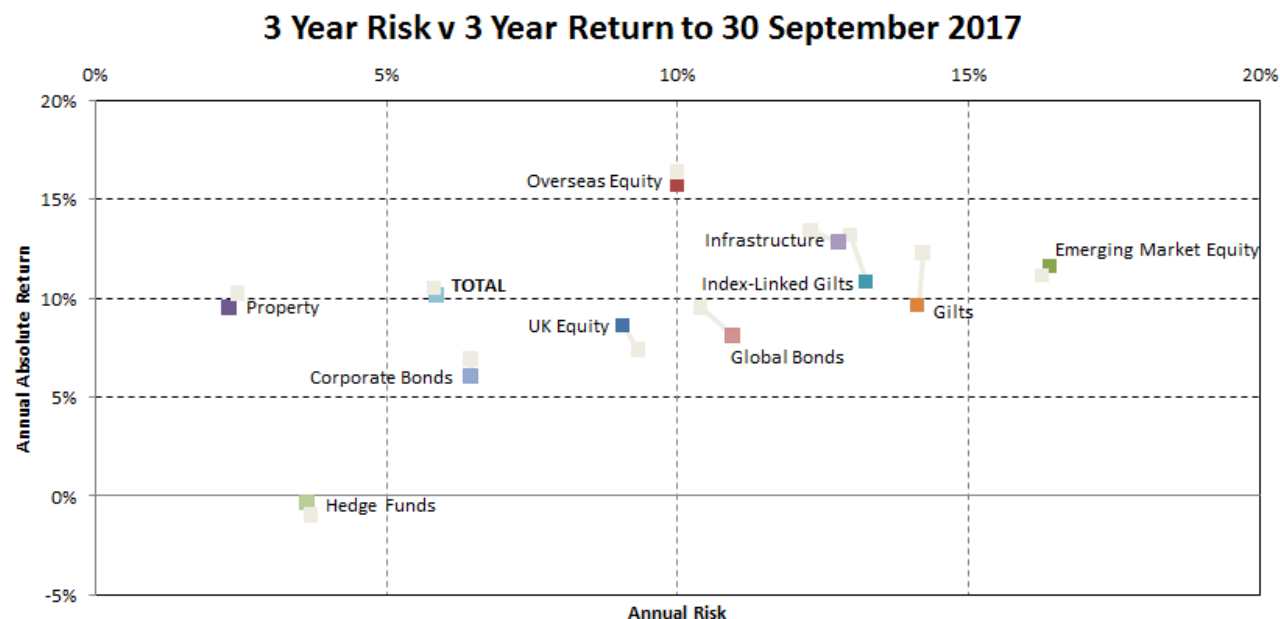 3 Year Risk v 3 Year Return to 30 September 2017
0% 5% 10% 15% 20%
20%
15%
10%
5%
0%
-5%
Annual Absolute Return
Overseas Equity
Infrastructure
Emerging Market Equity
Index-Linked Gilts
TOTAL
Property
Gilts
UK Equity
Global Bonds
Corporate Bonds
Hedge Funds
Annual Risk